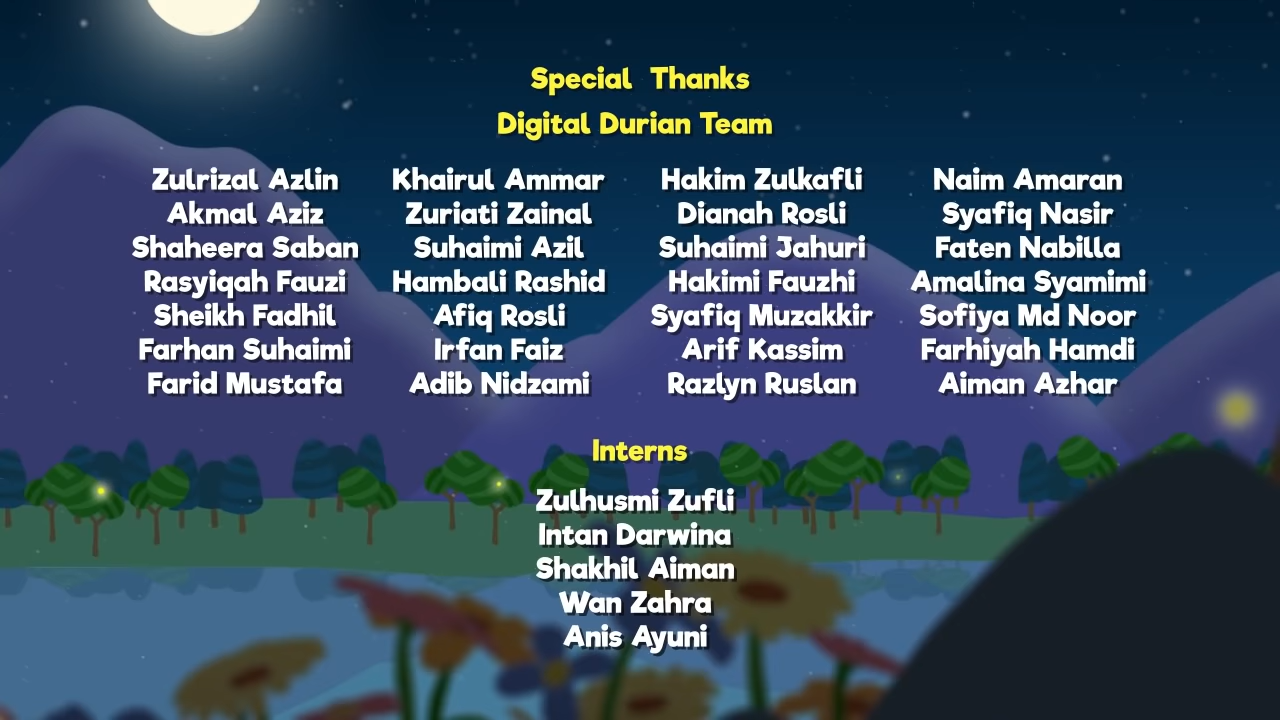 Special Thanks
Digital Durian Team
Zulrizal Azlin Khairul Ammar Hakim Zulkafli Naim Amaran
Akmal Aziz Zuriati Zainal Dianah Rosli Syafiq Nasir
Shaheera Saban Suhaimi Azil Suhaimi Jahuri Faten Nabilla
Rasyiqah Fauzi Hambali Rashid Hakimi Fauzhi Amalina Syamimi
Sheikh Fadhil Afiq Rosli Syafiq Muzakkir Sofiya Md Noor
Farhan Suhaimi Irfan Faiz Arif Kassim Farhiyah Hamdi
Farid Mustafa Adib Nidzami Razlyn Ruslan Aiman Azhar
Interns
Zulhusmi Zufli
Intan Darwina
Shakhil Aiman
Wan Zahra
Anis Ayuni